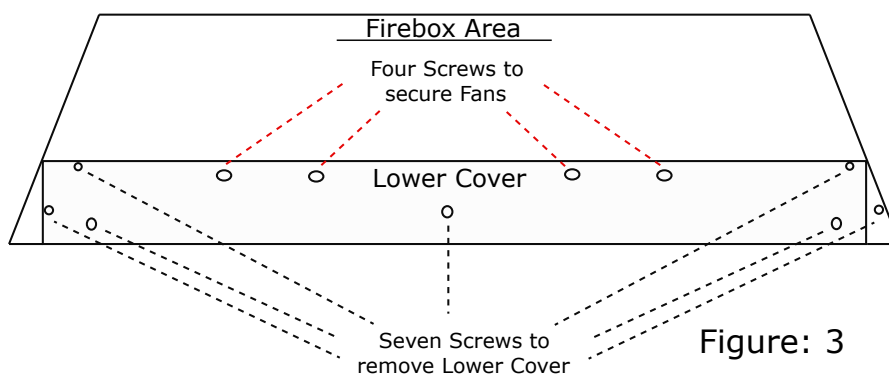 Firebox Area
Four Screws to
secure Fans
Lower Cover
Seven Screws to
remove Lower Cover
Figure: 3